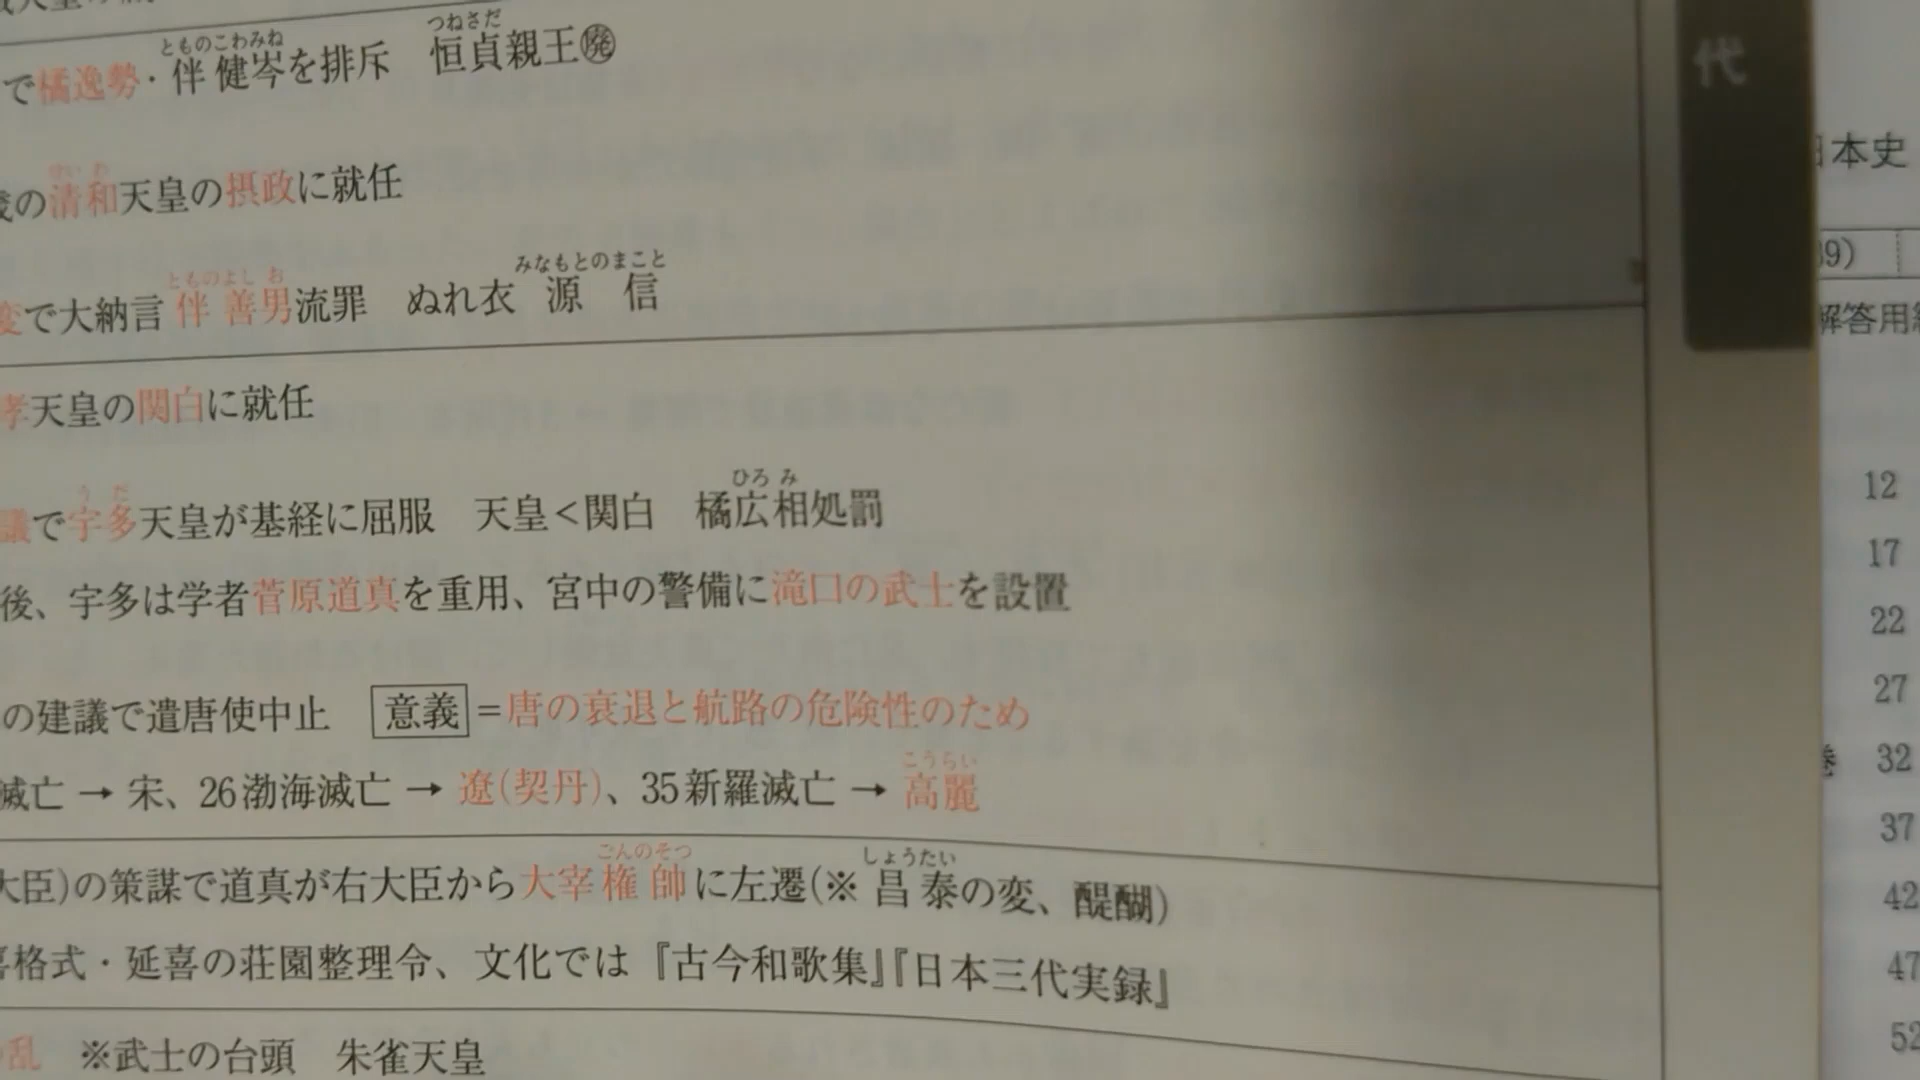 つねさだ
とものこわみね
で橘逸勢・伴健岑を排斥　恒貞親王廃
せいわ
の清和天皇の摂政に就任
とものよしお　みなもとのまこと
変で大納言伴善男流罪　ぬれ衣　源信
孝天皇の関白に就任
うだ　ひろみ
議で宇多天皇が基経に屈服　天皇<関白　橘広相処罰
後、宇多は学者菅原道真を重用、宮中の警備に滝口の武士を設置
の建議で遣唐使中止　意義=唐の衰退と航路の危険性のため
こうらい
滅亡→宋、26渤海滅亡→遼(契丹)、35新羅滅亡→高麗
ごんのそつ　しょうたい
大臣)の策謀で道真が右大臣から大宰権帥に左遷(※昌泰の変、醍醐)
喜格式・延喜の荘園整理令、文化では『古今和歌集』『日本三代実録』
乱　※武士の台頭　朱雀天皇
代
日本史
9)
解答用
12
17
22
27
32
37
42
47
52